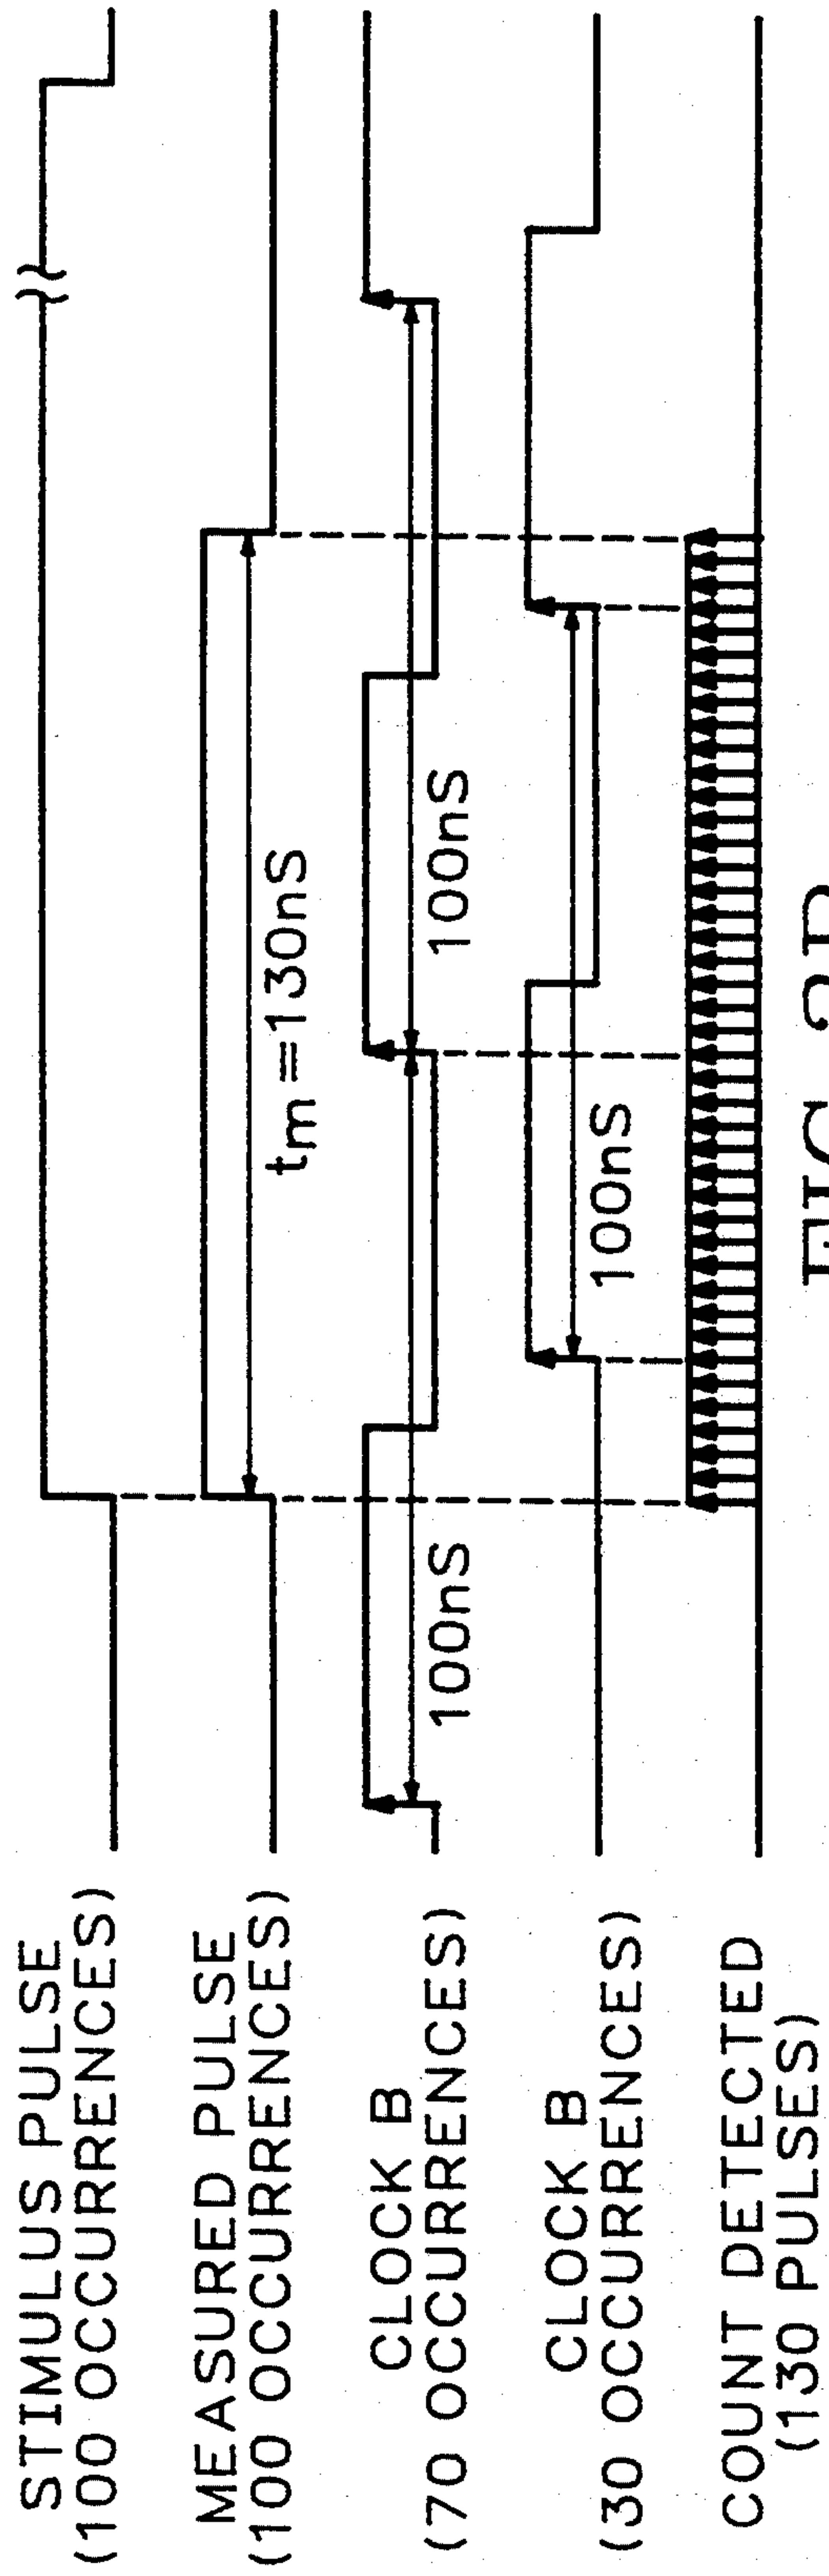 STIMULUS PULSE
(100 OCCURRENCES)
MEASURED PULSE
(100 OCCURRENCES)
tm=130nS
CLOCK B
(70 OCCURRENCES)
100nS
100nS
CLOCK B
(30 OCCURRENCES)
100nS
COUNT DETECTED
(130 PULSES)
FIG.